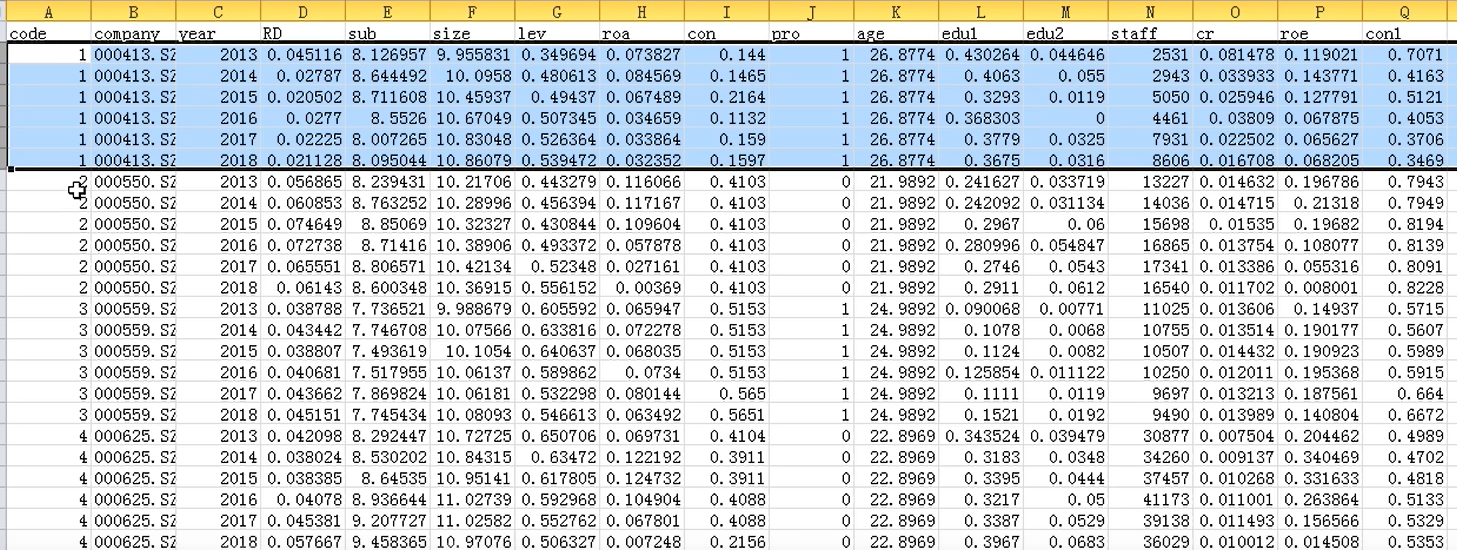 A B C D E F G H I J K L M N O P Q
code company year RD sub size lev roa con pro age edu1 edu2 staff cr roe con1
1 000413.SZ 2013 0.045116 8.126957 9.955831 0.349694 0.073827 0.144 1 26.8774 0.430264 0.044646 2531 0.081478 0.119021 0.7071
1 000413.SZ 2014 0.02787 8.644492 10.0958 0.480613 0.084569 0.1465 1 26.8774 0.4063 0.055 2943 0.033933 0.143771 0.4163
1 000413.SZ 2015 0.020502 8.711608 10.45937 0.49437 0.067489 0.2164 1 26.8774 0.3293 0.0119 5050 0.025946 0.127791 0.5121
1 000413.SZ 2016 0.0277 8.5526 10.67049 0.507345 0.034659 0.1132 1 26.8774 0.368303 0 4461 0.03809 0.067875 0.4053
1 000413.SZ 2017 0.02225 8.007265 10.83048 0.526364 0.033864 0.159 1 26.8774 0.3779 0.0325 7931 0.022502 0.065627 0.3706
1 000413.SZ 2018 0.021128 8.095044 10.86079 0.539472 0.032352 0.1597 1 26.8774 0.3675 0.0316 8606 0.016708 0.068205 0.3469
2 000550.SZ 2013 0.056865 8.239431 10.21706 0.443279 0.116066 0.4103 0 21.9892 0.241627 0.033719 13227 0.014632 0.196786 0.7943
2 000550.SZ 2014 0.060853 8.763252 10.28996 0.456394 0.117167 0.4103 0 21.9892 0.242092 0.031134 14036 0.014715 0.21318 0.7949
2 000550.SZ 2015 0.074649 8.85069 10.32327 0.430844 0.109604 0.4103 0 21.9892 0.2967 0.06 15698 0.01535 0.19682 0.8194
2 000550.SZ 2016 0.072738 8.71416 10.38906 0.493372 0.057878 0.4103 0 21.9892 0.280996 0.054847 16865 0.013754 0.108077 0.8139
2 000550.SZ 2017 0.065551 8.806571 10.42134 0.52348 0.027161 0.4103 0 21.9892 0.2746 0.0543 17341 0.013386 0.055316 0.8091
2 000550.SZ 2018 0.06143 8.600348 10.36915 0.556152 0.00369 0.4103 0 21.9892 0.2911 0.0612 16540 0.011702 0.008001 0.8228
3 000559.SZ 2013 0.038788 7.736521 9.988679 0.605592 0.065947 0.5153 1 24.9892 0.090068 0.00771 11025 0.013606 0.14937 0.5715
3 000559.SZ 2014 0.043442 7.746708 10.07566 0.633816 0.072278 0.5153 1 24.9892 0.1078 0.0068 10755 0.013514 0.190177 0.5607
3 000559.SZ 2015 0.038807 7.493619 10.1054 0.640637 0.068035 0.5153 1 24.9892 0.1124 0.0082 10507 0.014432 0.190923 0.5989
3 000559.SZ 2016 0.040681 7.517955 10.06137 0.589862 0.0734 0.5153 1 24.9892 0.125854 0.011122 10250 0.012011 0.195368 0.5915
3 000559.SZ 2017 0.043662 7.869824 10.06181 0.532298 0.080144 0.565 1 24.9892 0.1111 0.0119 9697 0.013213 0.187561 0.664
3 000559.SZ 2018 0.045151 7.745434 10.08093 0.546613 0.063492 0.5651 1 24.9892 0.1521 0.0192 9490 0.013989 0.140804 0.6672
4 000625.SZ 2013 0.042098 8.292447 10.72725 0.650706 0.069731 0.4104 0 22.8969 0.343524 0.039479 30877 0.007504 0.204462 0.4989
4 000625.SZ 2014 0.038024 8.530202 10.84315 0.63472 0.122192 0.3911 0 22.8969 0.3183 0.0348 34260 0.009137 0.340469 0.4702
4 000625.SZ 2015 0.038385 8.64535 10.95141 0.617805 0.124732 0.3911 0 22.8969 0.3395 0.0444 37457 0.010268 0.331633 0.4818
4 000625.SZ 2016 0.04078 8.936644 11.02739 0.592968 0.104904 0.4088 0 22.8969 0.3217 0.05 41173 0.011001 0.263864 0.5133
4 000625.SZ 2017 0.045381 9.207727 11.02582 0.552762 0.067801 0.4088 0 22.8969 0.3387 0.0529 39138 0.011493 0.156566 0.5329
4 000625.SZ 2018 0.057667 9.458365 10.97076 0.506327 0.007248 0.2156 0 22.8969 0.3967 0.0683 36029 0.010012 0.014508 0.5353